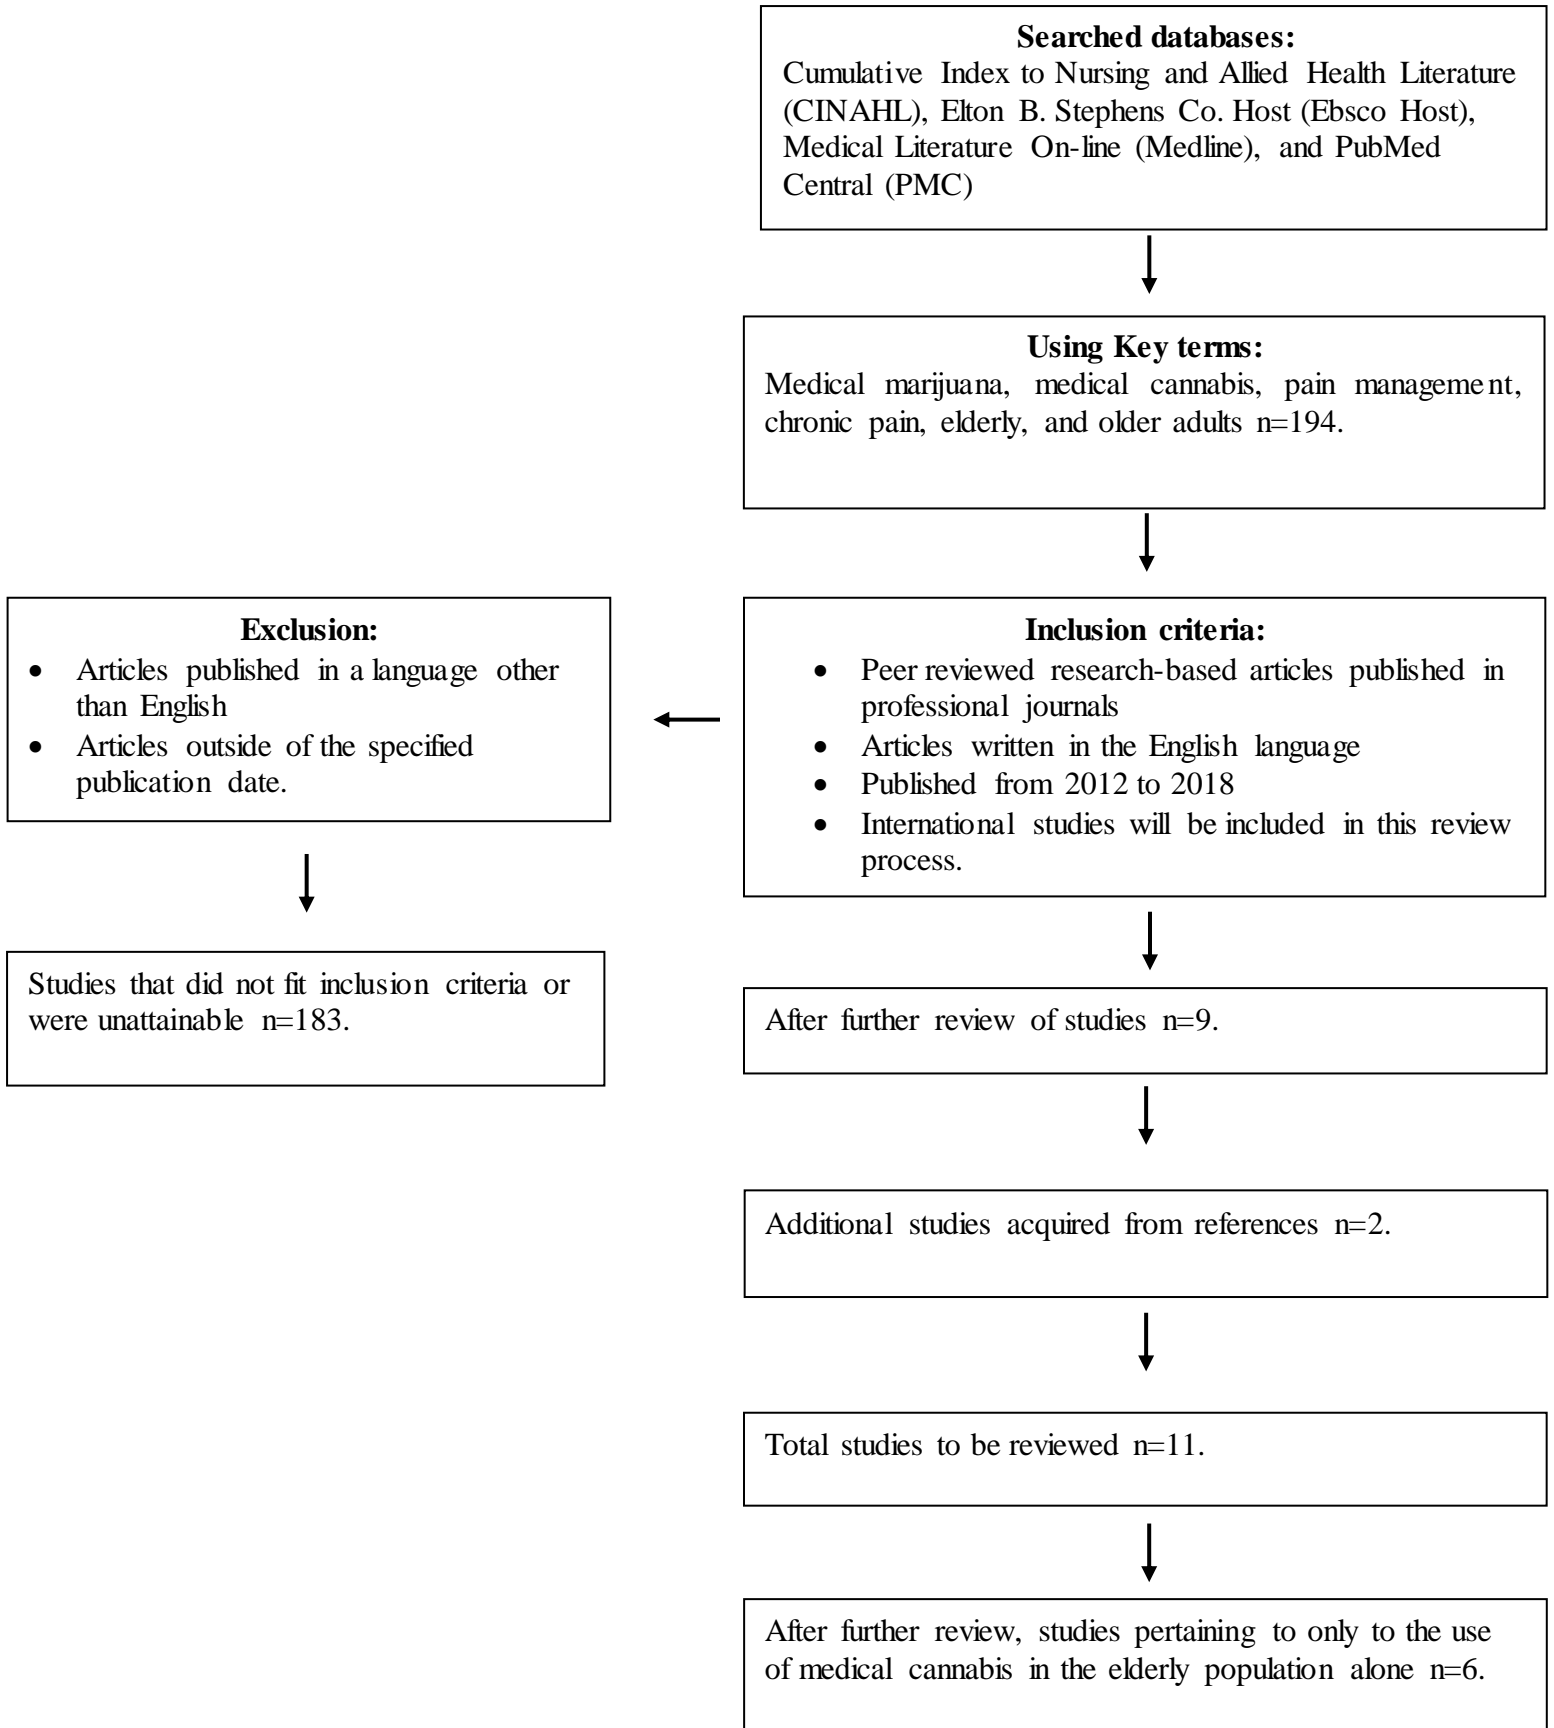 Searched databases:
Cumulative Index to Nursing and Allied Health Literature
(CINAHL), Elton B. Stephens Co. Host (Ebsco Host),
Medical Literature On-line (Medline), and PubMed
Central (PMC)
Using Key terms:
Medical marijuana, medical cannabis, pain management,
chronic pain, elderly, and older adults n=194.
Exclusion:
• Articles published in a language other
than English
• Articles outside of the specified
publication date.
Inclusion criteria:
• Peer reviewed research-based articles published in
professional journals
• Articles written in the English language
• Published from 2012 to 2018
• International studies will be included in this review
process.
Studies that did not fit inclusion criteria or
were unattainable n=183.
After further review of studies n=9.
Additional studies acquired from references n=2.
Total studies to be reviewed n=11.
After further review, studies pertaining to only to the use
of medical cannabis in the elderly population alone n=6.